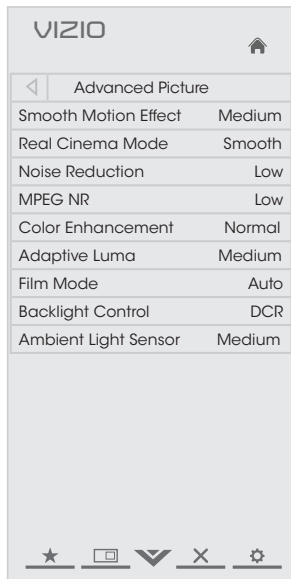 VIZIO
Advanced Picture
Smooth Motion Effect Medium
Real Cinema Mode Smooth
Noise Reduction Low
MPEG NR Low
Color Enhancement Normal
Adaptive Luma Medium
Film Mode Auto
Backlight Control DCR
Ambient Light Sensor Medium